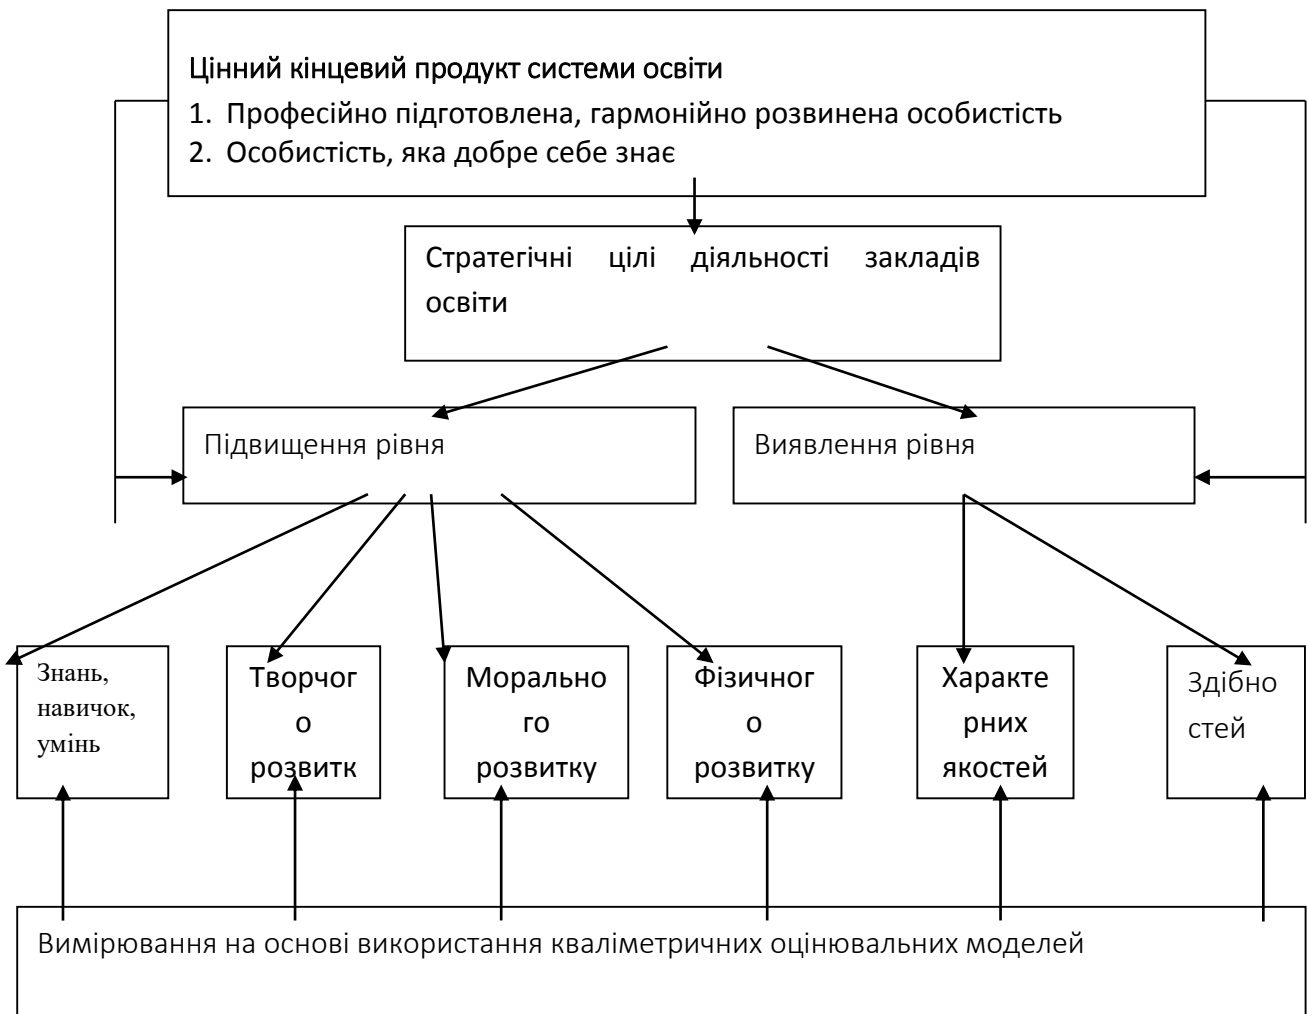 Цінний кінцевий продукт системи освіти
1. Професійно підготовлена, гармонійно розвинена особистість
2. Особистість, яка добре себе знає
Стратегічні цілі діяльності закладів
освіти
Підвищення рівня
Виявлення рівня
Знань,
навичок,
умінь
Творчог
о
розвитк
Морально
го
розвитку
Фізичног
о
розвитку
Характе
рних
якостей
Здібно
стей
Вимірювання на основі використання кваліметричних оцінювальних моделей